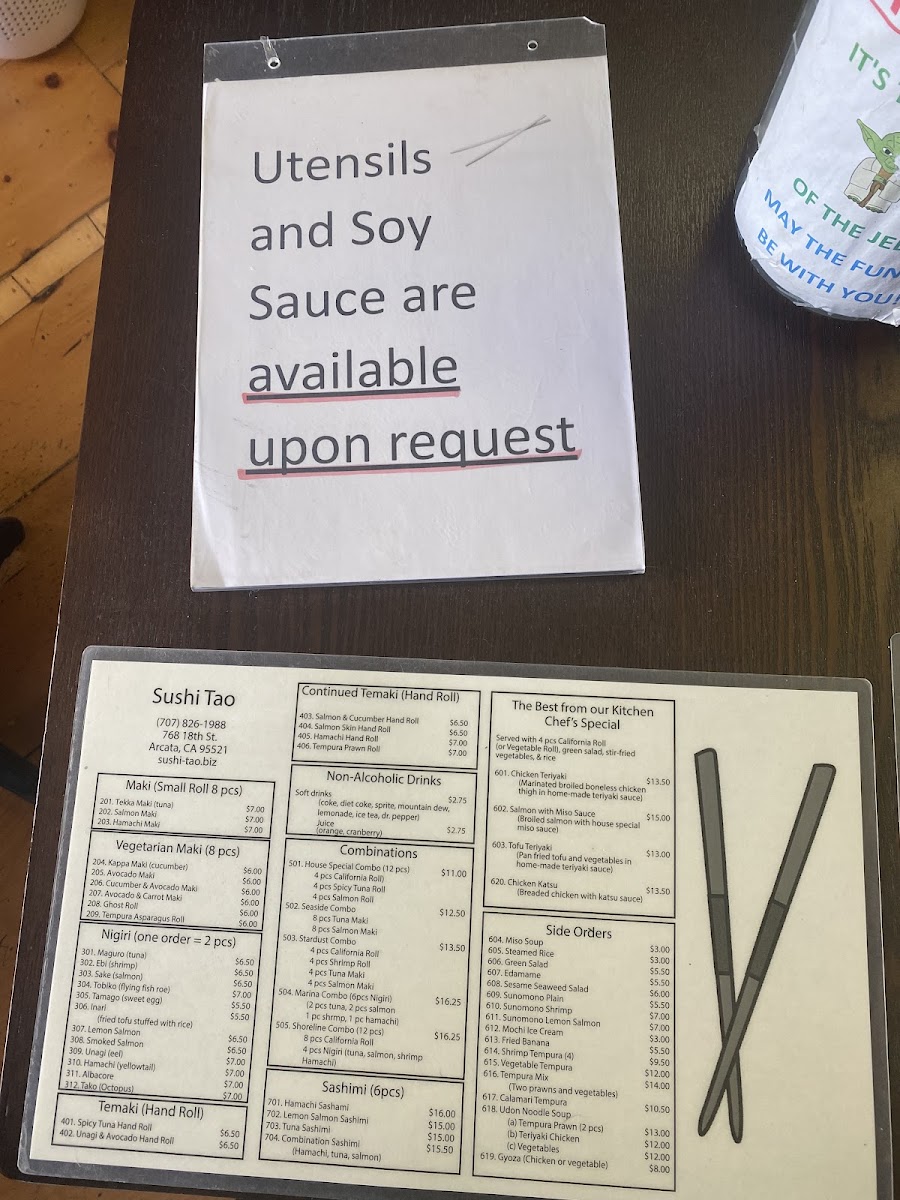 Utensils
and Soy
Sauce are
available
upon request
IT'S
OF THE JE
MAY THE FUN
BE WITH YOU!
Sushi Tao
(707) 826-1988
768 18th St.
Arcata, CA 95521
sushi-tao.biz
Maki (Small Roll 8 pcs)
201. Tekka Maki (tuna) $7.00
202. Salmon Maki $7.00
203. Hamachi Maki $7.00
Vegetarian Maki (8 pcs)
204. Kappa Maki (cucumber) $6.00
205. Avocado Maki $6.00
206. Cucumber & Avocado Maki $6.00
207. Avocado & Carrot Maki $6.00
208. Ghost Roll $6.00
209. Tempura Asparagus Roll $6.00
Nigiri (one order = 2 pcs)
301. Maguro (tuna) $6.50
302. Ebi (shrimp) $6.50
303. Sake (salmon) $6.50
304. Tobiko (flying fish roe) $7.00
305. Tamago (sweet egg) $5.50
306. Inari $5.50
(fried tofu stuffed with rice)
307. Lemon Salmon $6.50
308. Smoked Salmon $6.50
309. Unagi (eel) $7.00
310. Hamachi (yellowtail) $7.00
311. Albacore $7.00
312. Tako (Octopus) $7.00
Temaki (Hand Roll)
401. Spicy Tuna Hand Roll $6.50
402. Unagi & Avocado Hand Roll $6.50
Continued Temaki (Hand Roll)
403. Salmon & Cucumber Hand Roll $6.50
404. Salmon Skin Hand Roll $6.50
405. Hamachi Hand Roll $7.00
406. Tempura Prawn Roll $7.00
Non-Alcoholic Drinks
Soft drinks $2.75
(coke, diet coke, sprite, mountain dew,
lemonade, ice tea, dr. pepper)
Juice
(orange, cranberry) $2.75
Combinations
501. House Special Combo (12 pcs) $11.00
4 pcs California Roll)
4 pcs Spicy Tuna Roll
4 pcs Salmon Roll
502. Seaside Combo $12.50
8 pcs Tuna Maki
8 pcs Salmon Maki
503. Stardust Combo $13.50
4 pcs California Roll
4 pcs Shrimp Roll
4 pcs Tuna Maki
4 pcs Salmon Maki
504. Marina Combo (6pcs Nigiri) $16.25
(2 pcs tuna, 2 pcs salmon
1 pc shrmp, 1 pc hamachi)
505. Shoreline Combo (12 pcs) $16.25
8 pcs California Roll
4 pcs Nigiri (tuna, salmon, shrimp
Hamachi)
Sashimi (6pcs)
701. Hamachi Sashami $16.00
702. Lemon Salmon Sashimi $15.00
703. Tuna Sashimi $15.00
704. Combination Sashimi $15.50
(Hamachi, tuna, salmon)
The Best from our Kitchen
Chef's Special
Served with 4 pcs California Roll
(or Vegetable Roll), green salad, stir-fried
vegetables, & rice
601. Chicken Teriyaki $13.50
(Marinated broiled boneless chicken
thigh in home-made teriyaki sauce)
602. Salmon with Miso Sauce $15.00
(Broiled salmon with house special
miso sauce)
603. Tofu Teriyaki $13.00
(Pan fried tofu and vegetables in
home-made teriyaki sauce)
620. Chicken Katsu $13.50
(Breaded chicken with katsu sauce)
Side Orders
604. Miso Soup $3.00
605. Steamed Rice $3.00
606. Green Salad $5.50
607. Edamame $5.50
608. Sesame Seaweed Salad $6.00
609. Sunomono Plain $5.50
610. Sunomono Shrimp $7.00
611. Sunomono Lemon Salmon $7.00
612. Mochi Ice Cream $3.00
613. Fried Banana $5.50
614. Shrimp Tempura (4) $9.50
615. Vegetable Tempura $12.00
616. Tempura Mix $14.00
(Two prawns and vegetables)
617. Calamari Tempura $10.50
618. Udon Noodle Soup
(a) Tempura Prawn (2 pcs) $13.00
(b) Teriyaki Chicken $12.00
(c) Vegetables $12.00
619. Gyoza (Chicken or vegetable) $8.00